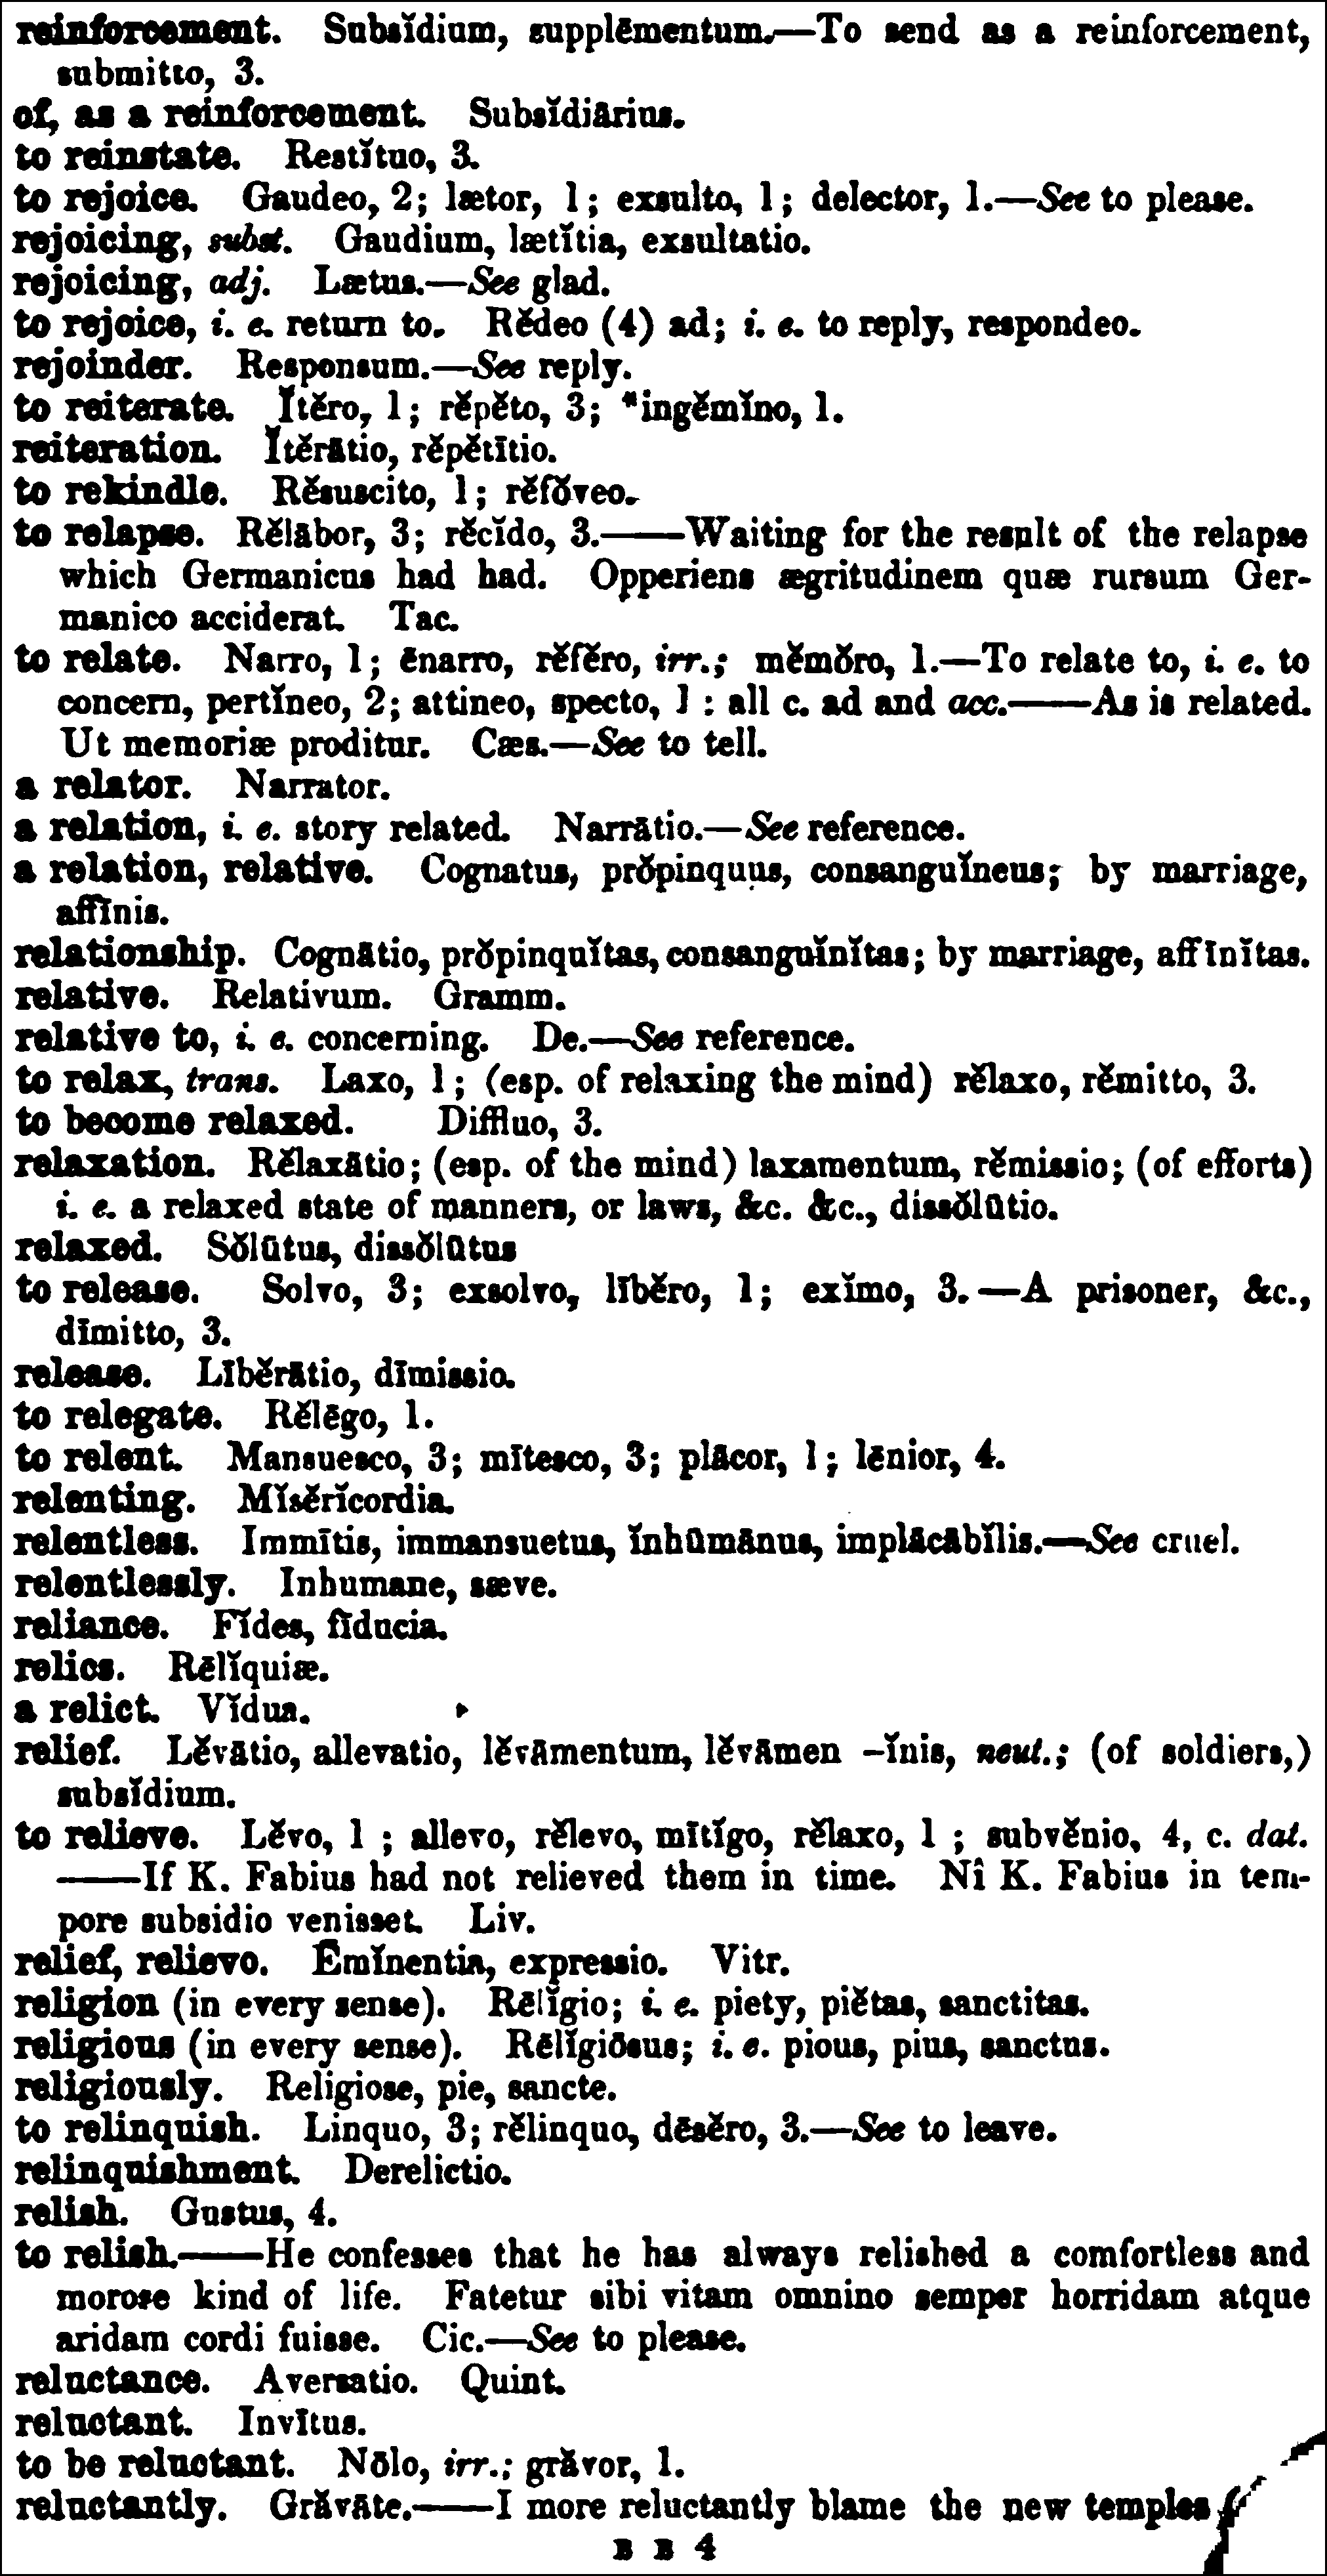 reinforcement. Subsĭdium, supplēmentum.—To send as a reinforcement,
submitto, 3.
of, as a reinforcement. Subsĭdiārius.
to reinstate. Restĭtuo, 3.
to rejoice. Gaudeo, 2; lætor, 1; exsulto, 1; delector, 1.—See to please.
rejoicing, subst. Gaudium, lætĭtia, exsultatio.
rejoicing, adj. Lætus.—See glad.
to rejoice, i. e. return to. Rĕdeo (4) ad; i. e. to reply, respondeo.
rejoinder. Responsum.—See reply.
to reiterate. Ĭtĕro, 1; rĕpĕto, 3; *ingĕmĭno, 1.
reiteration. Ĭtĕrātio, rĕpĕtītio.
to rekindle. Rĕsuscito, 1; rĕfŏveo.
to relapse. Rĕlābor, 3; rĕcĭdo, 3.——Waiting for the result of the relapse
which Germanicus had had. Opperiens ægritudinem quæ rursum Ger-
manico acciderat. Tac.
to relate. Narro, 1; ēnarro, rĕfĕro, irr.; mĕmŏro, 1.—To relate to, i. e. to
concern, pertĭneo, 2; attineo, specto, 1 : all c. ad and acc.——As is related.
Ut memoriæ proditur. Cæs.—See to tell.
a relator. Narrator.
a relation, i. e. story related. Narrātio.—See reference.
a relation, relative. Cognatus, prŏpinquus, consanguĭneus; by marriage,
affīnis.
relationship. Cognātio, prŏpinquĭtas, consanguĭnĭtas; by marriage, affīnĭtas.
relative. Relativum. Gramm.
relative to, i. e. concerning. De.—See reference.
to relax, trans. Laxo, 1; (esp. of relaxing the mind) rĕlaxo, rĕmitto, 3.
to become relaxed. Diffluo, 3.
relaxation. Rĕlaxātio; (esp. of the mind) laxamentum, rĕmissio; (of efforts)
i. e. a relaxed state of manners, or laws, &c. &c., dissŏlūtio.
relaxed. Sŏlūtus, dissŏlūtus
to release. Solvo, 3; exsolvo, lībĕro, 1; exĭmo, 3.—A prisoner, &c.,
dīmitto, 3.
release. Lībĕrātio, dīmissio.
to relegate. Rĕlēgo, 1.
to relent. Mansuesco, 3; mītesco, 3; plācor, 1; lēnior, 4.
relenting. Mĭsĕrĭcordia.
relentless. Immītis, immansuetus, ĭnhūmānus, implācābĭlis.—See cruel.
relentlessly. Inhumane, sæve.
reliance. Fĭdes, fīducia.
relics. Rēlĭquiæ.
a relict. Vĭdua.
relief. Lĕvātio, allevatio, lĕvāmentum, lĕvāmen -ĭnis, neut.; (of soldiers,)
subsĭdium.
to relieve. Lĕvo, 1 ; allevo, rĕlevo, mītĭgo, rĕlaxo, 1 ; subvĕnio, 4, c. dat.
——If K. Fabius had not relieved them in time. Nî K. Fabius in tem-
pore subsidio venisset. Liv.
relief, relievo. Ēmĭnentia, expressio. Vitr.
religion (in every sense). Rēlĭgio; i. e. piety, piĕtas, sanctitas.
religious (in every sense). Rēlĭgiōsus; i. e. pious, pius, sanctus.
religiously. Religiose, pie, sancte.
to relinquish. Linquo, 3; rĕlinquo, dēsĕro, 3.—See to leave.
relinquishment. Derelictio.
relish. Gustus, 4.
to relish.——He confesses that he has always relished a comfortless and
morose kind of life. Fatetur sibi vitam omnino semper horridam atque
aridam cordi fuisse. Cic.—See to please.
reluctance. Aversatio. Quint.
reluctant. Invītus.
to be reluctant. Nōlo, irr.; grăvor, 1.
reluctantly. Grăvāte.——I more reluctantly blame the new temples
B B 4